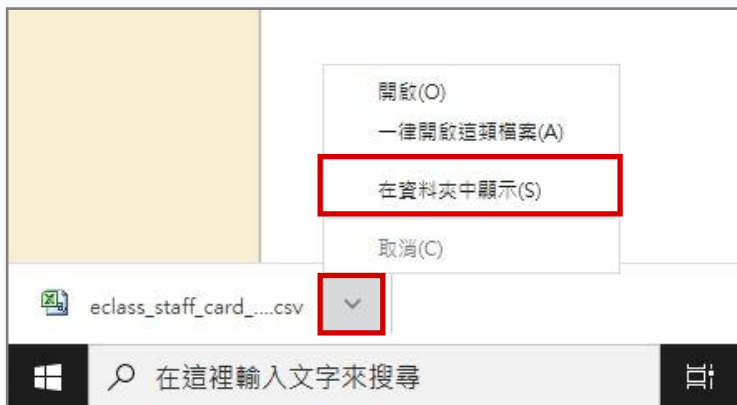 開啟(O)
一律開啟這類檔案(A)
在資料夾中顯示(S)
取消(C)
eclass_staff_card_....csv
在這裡輸入文字來搜尋